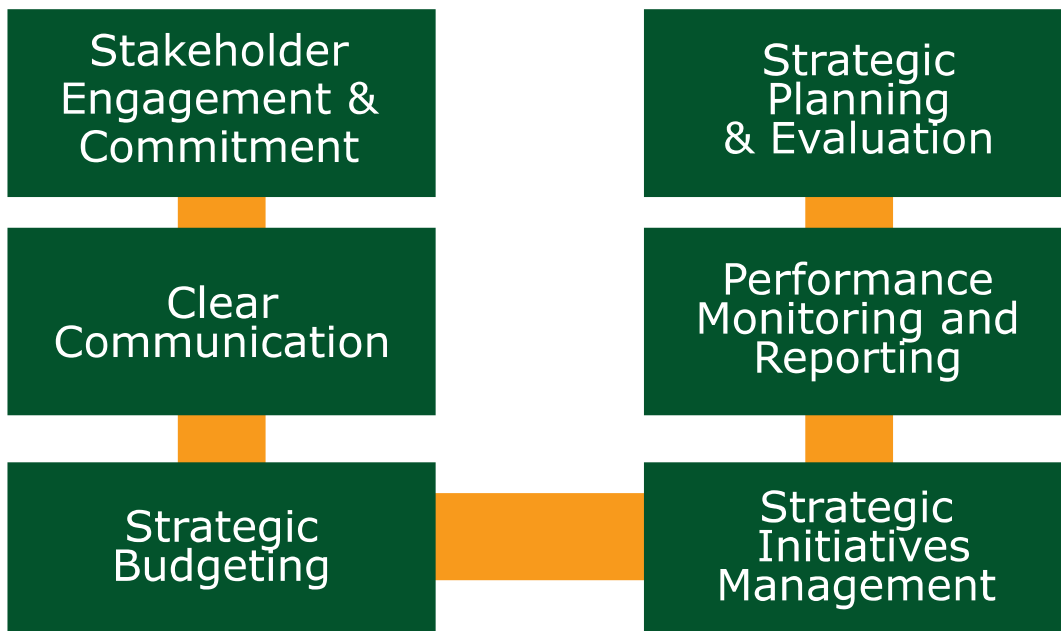 Stakeholder
Engagement &
Commitment
Clear
Communication
Strategic
Budgeting
Strategic
Initiatives
Management
Performance
Monitoring and
Reporting
Strategic
Planning
& Evaluation